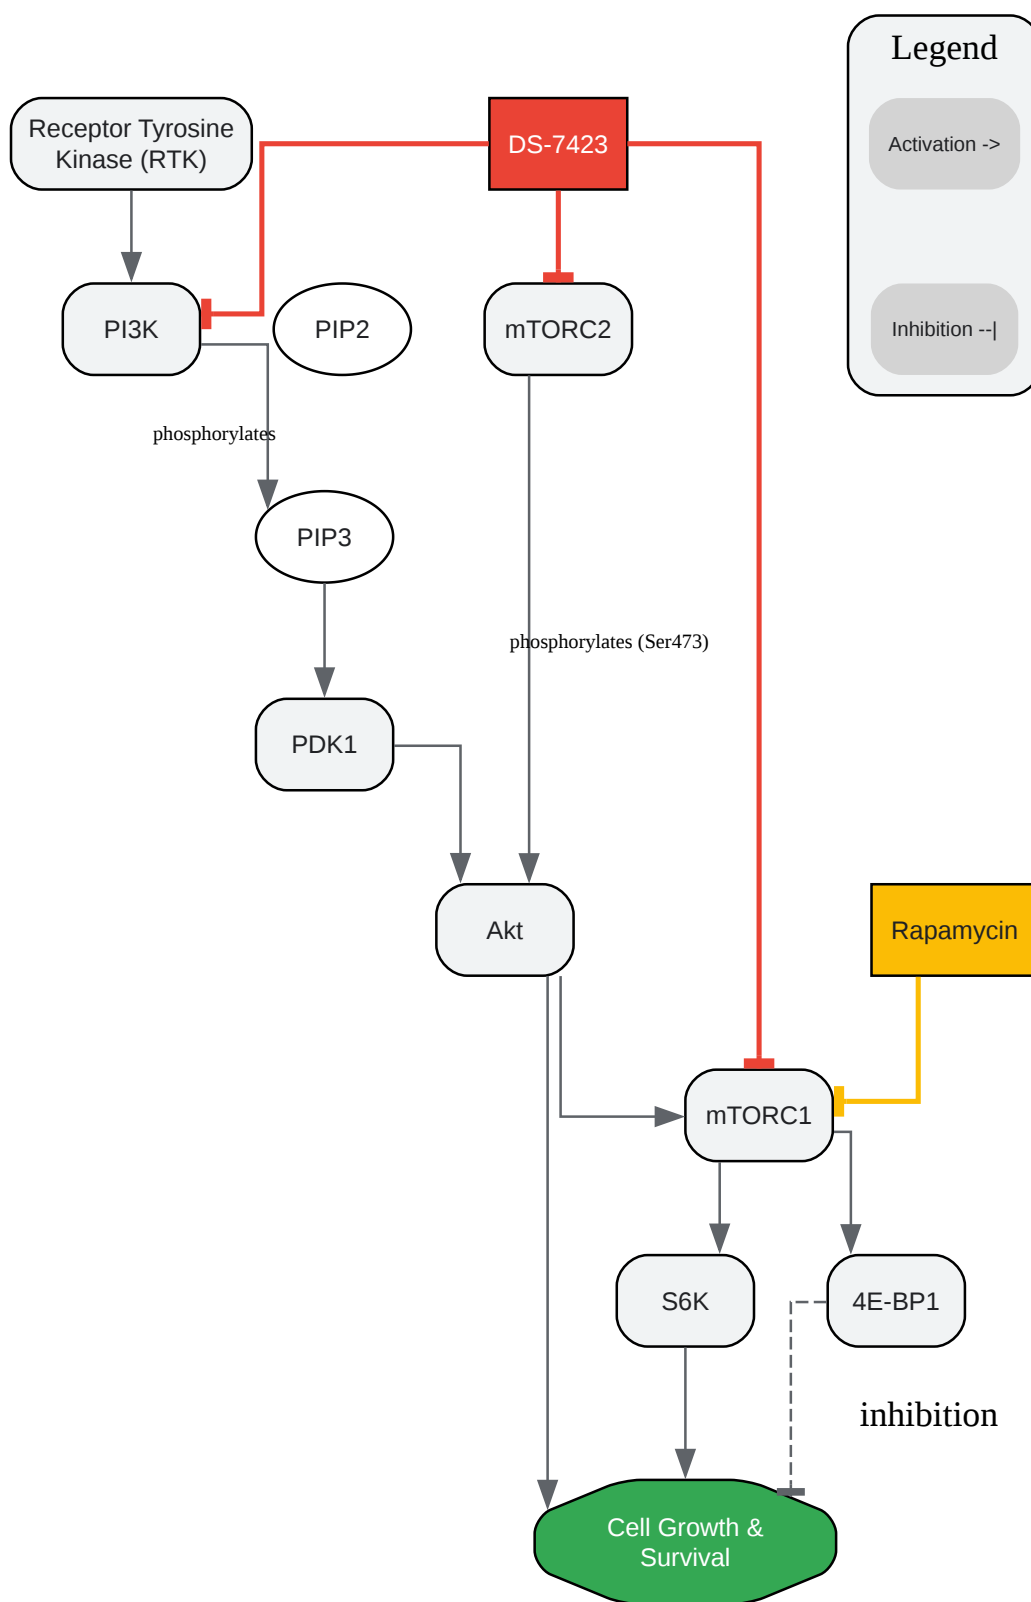 Legend
Receptor Tyrosine
Kinase (RTK)
DS-7423
Activation ->
PI3K
PIP2
mTORC2
Inhibition --|
phosphorylates
PIP3
phosphorylates (Ser473)
PDK1
Akt
Rapamycin
mTORC1
S6K
4E-BP1
inhibition
Cell Growth &
Survival